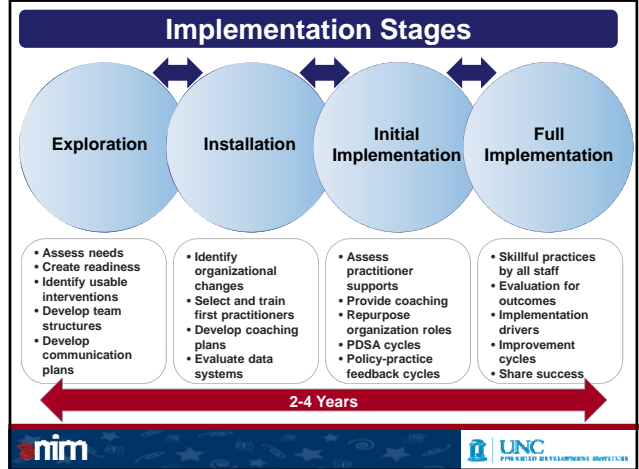 Implementation Stages
Exploration
Installation
Initial
Implementation
Full
Implementation
• Assess needs
• Create readiness
• Identify usable
interventions
• Develop team
structures
• Develop
communication
plans
• Identify
organizational
changes
• Select and train
first practitioners
• Develop coaching
plans
• Evaluate data
systems
• Assess
practitioner
supports
• Provide coaching
• Repurpose
organization roles
• PDSA cycles
• Policy-practice
feedback cycles
• Skillful practices
by all staff
• Evaluation for
outcomes
• Implementation
drivers
• Improvement
cycles
• Share success
2-4 Years
nim
UNC
DEVELOPMENT INSTITUTE